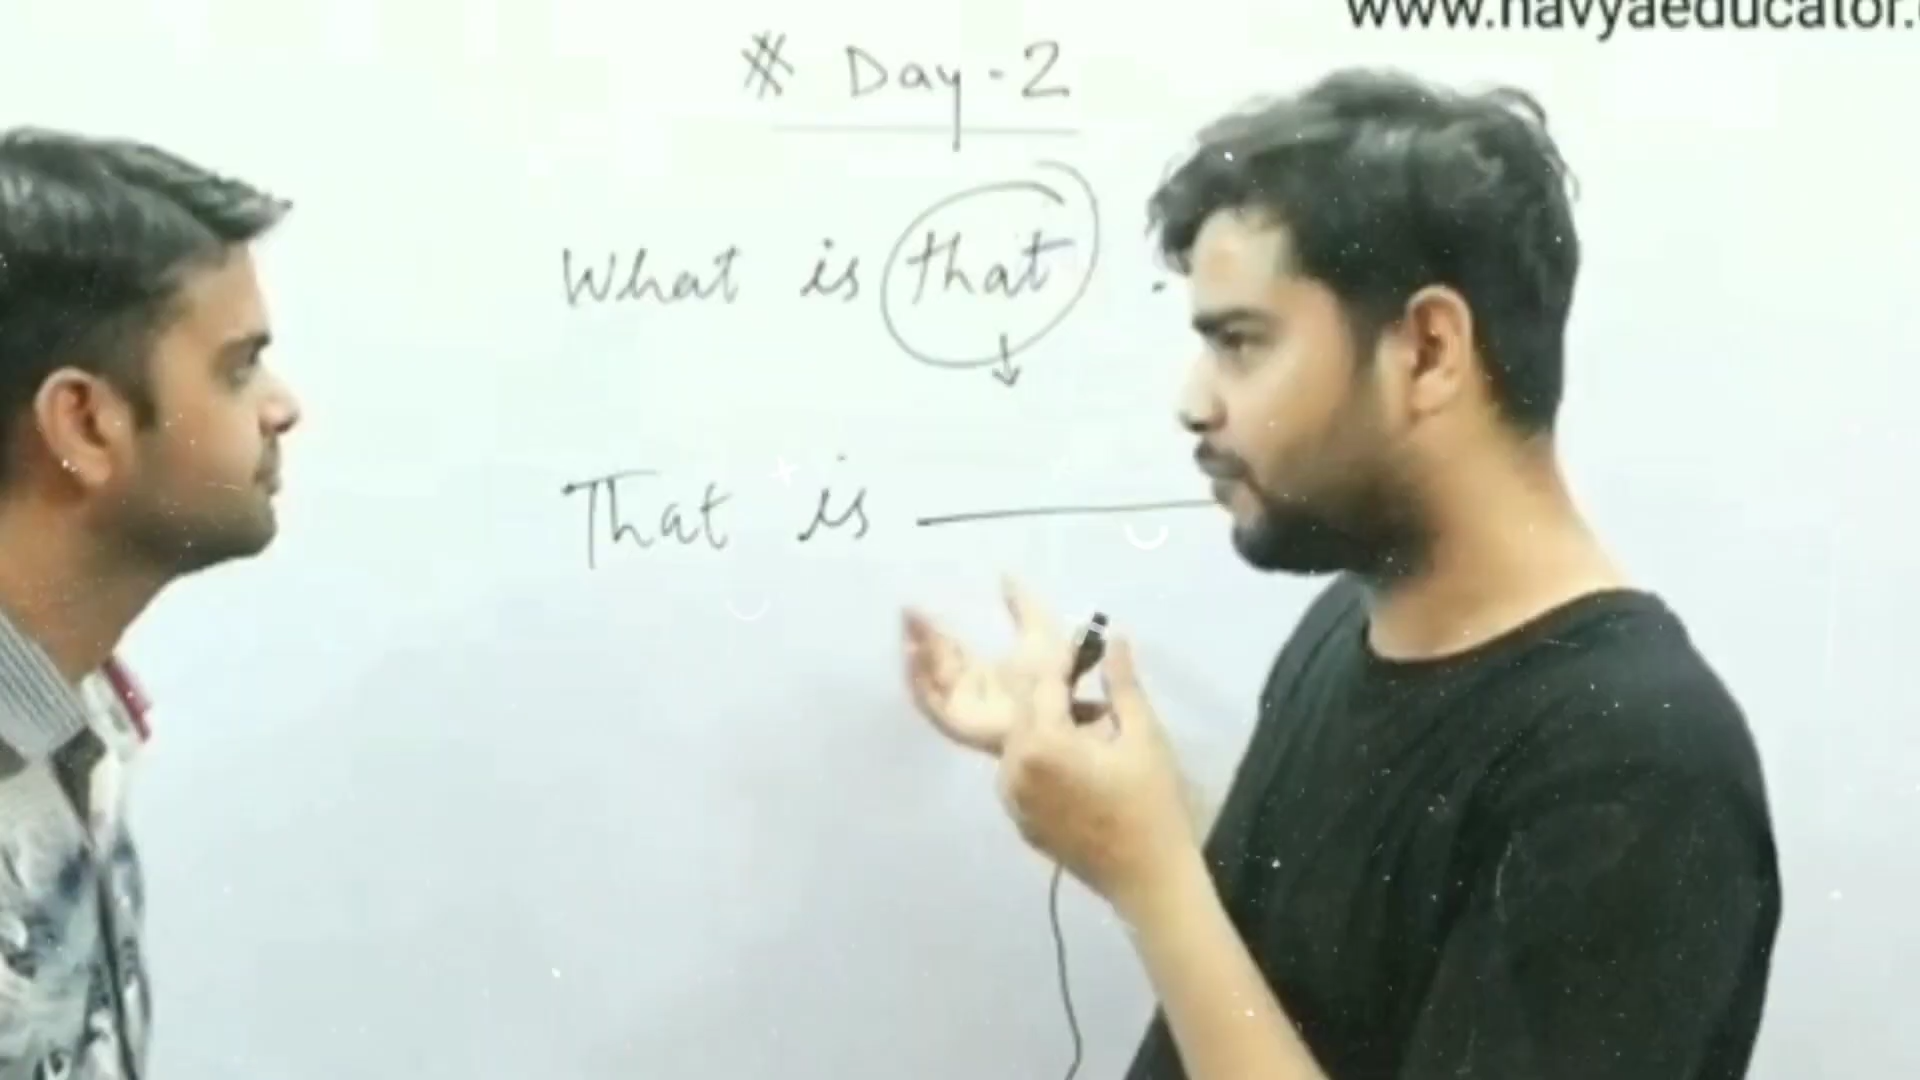 www.navyaeducator.
# Day-2
What is that .
That is